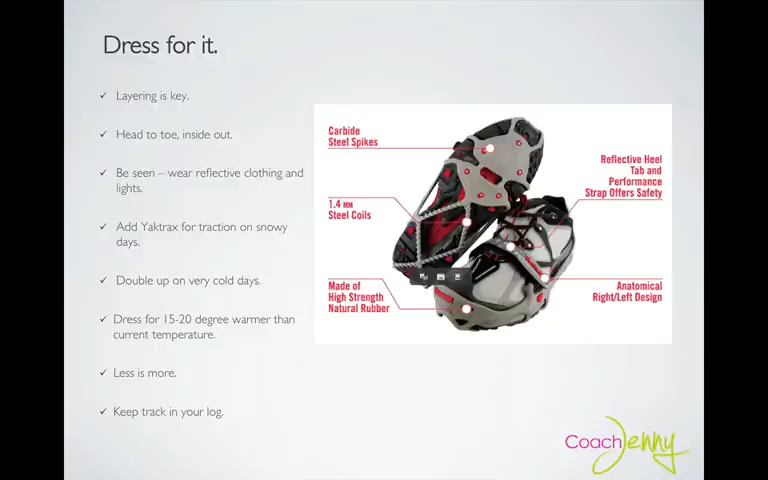 Dress for it.
✓ Layering is key.
✓ Head to toe, inside out.
✓ Be seen – wear reflective clothing and
lights.
✓ Add Yaktrax for traction on snowy
days.
✓ Double up on very cold days.
✓ Dress for 15-20 degree warmer than
current temperature.
✓ Less is more.
✓ Keep track in your log.
Carbide
Steel Spikes
1.4 MM
Steel Coils
Made of
High Strength
Natural Rubber
Reflective Heel
Tab and
Performance
Strap Offers Safety
Anatomical
Right/Left Design
Coach Jenny